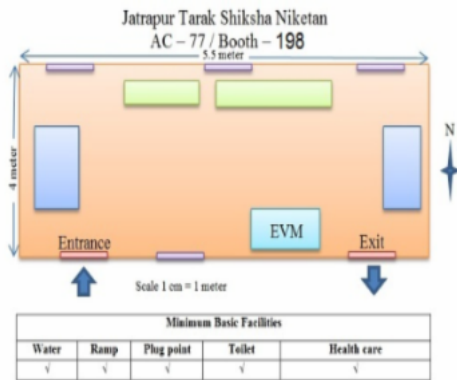 Jatrapur Tarak Shiksha Niketan
AC – 77 / Booth – 198
5.5 meter
4 meter
N
EVM
Entrance
Exit
Scale 1 cm = 1 meter
Minimum Basic Facilities
Water Ramp Plug point Toilet Health care
√ √ √ √ √